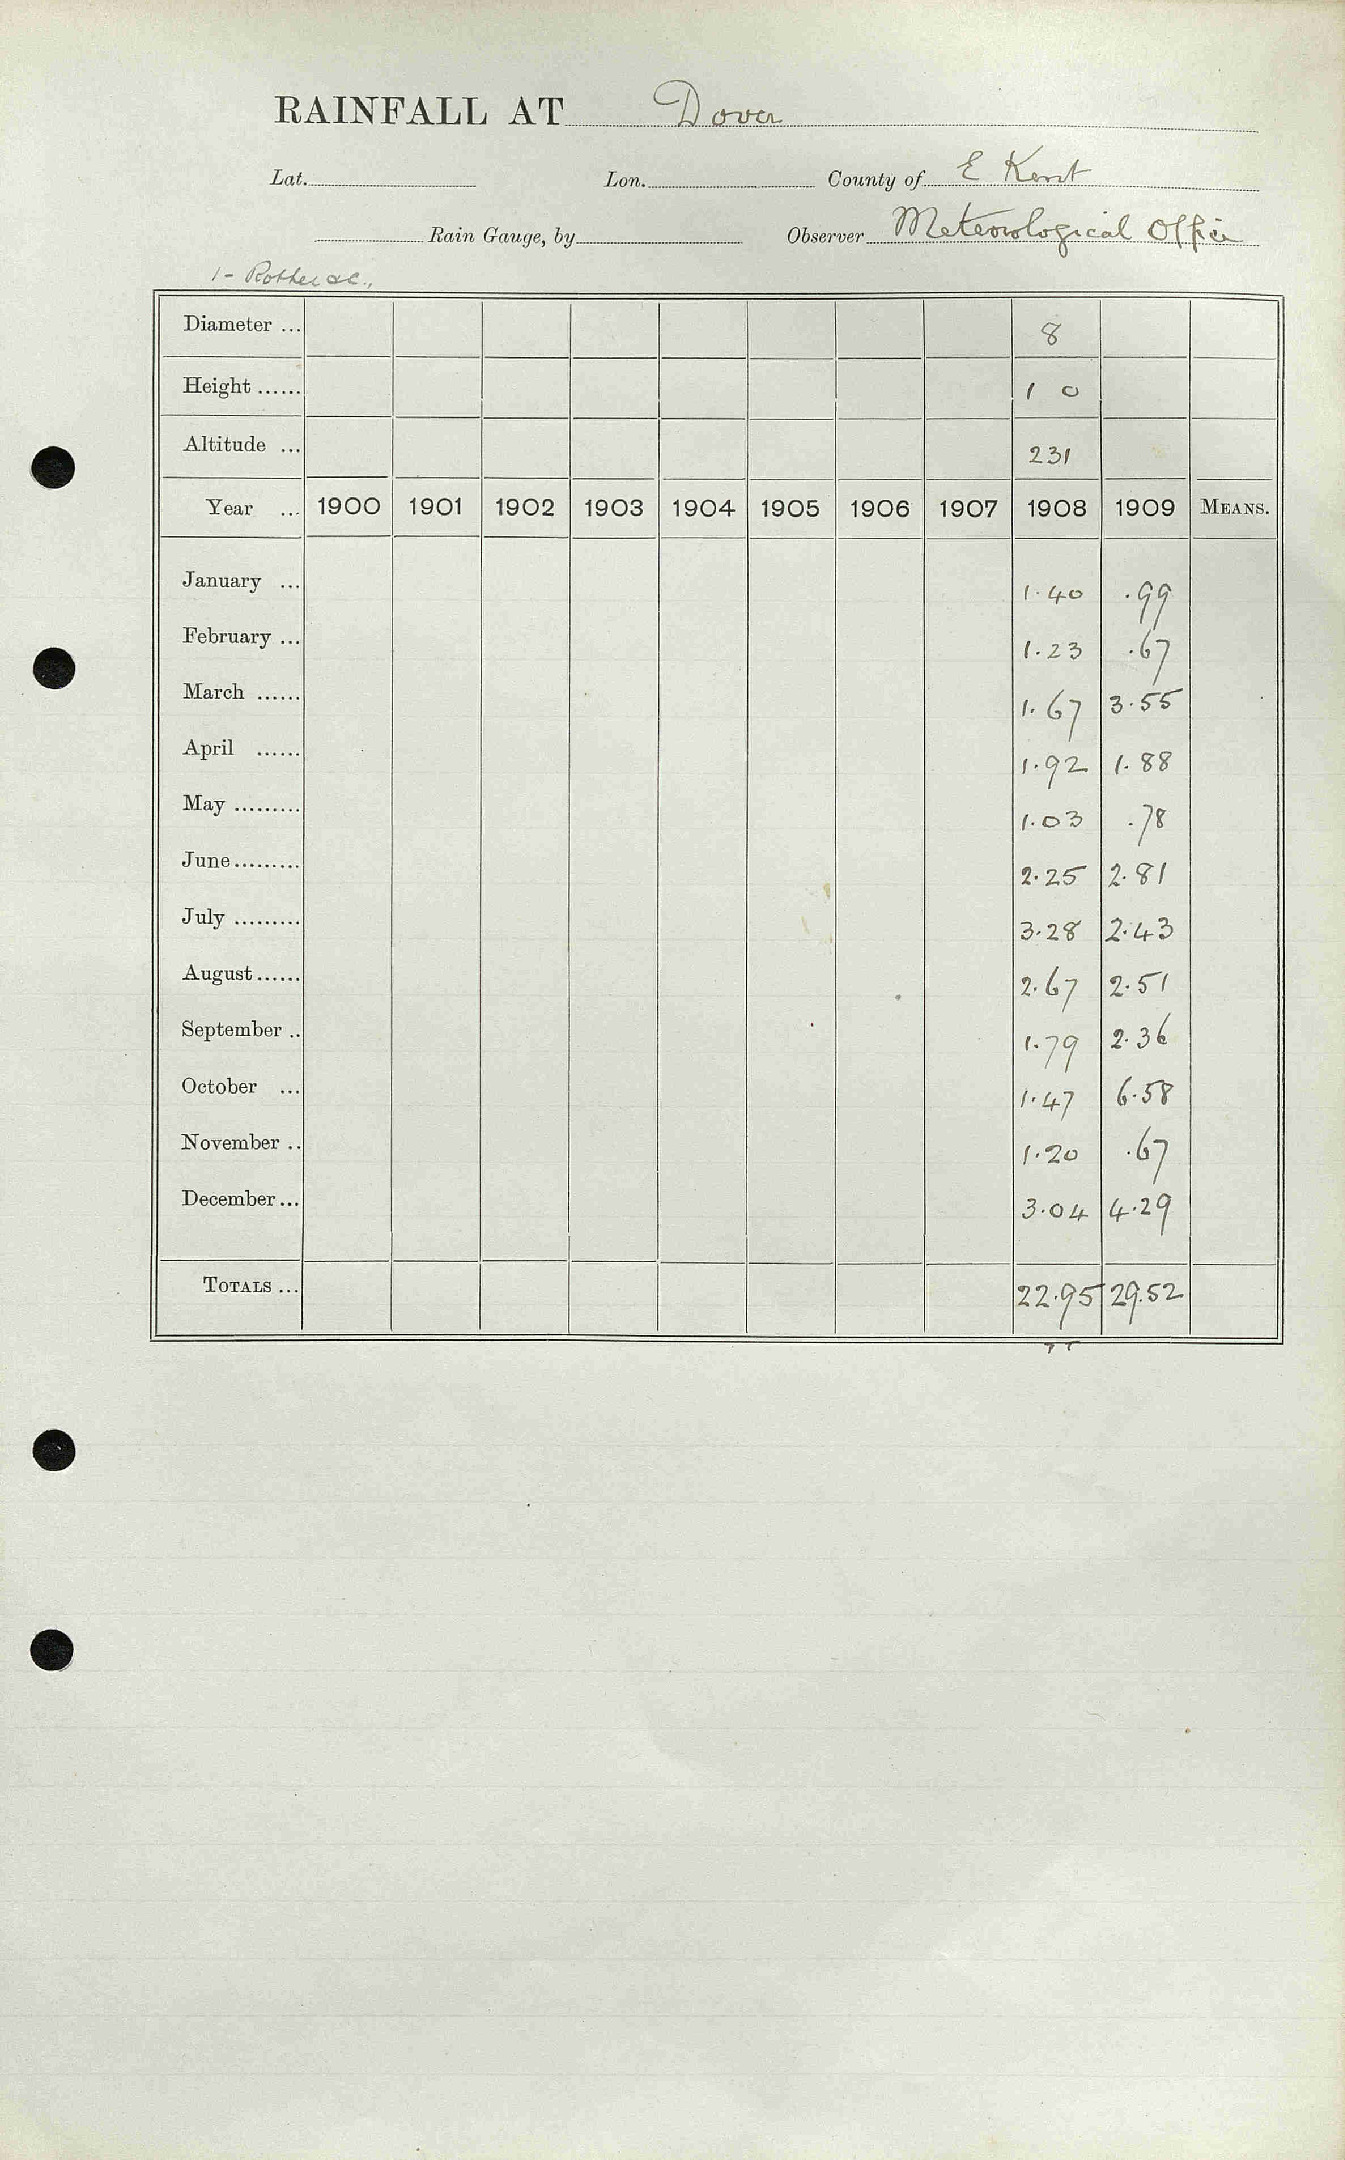 RAINFALL AT Dover
Lat. Lon. County of E Kent
Rain Gauge, by Observer Meteorological Office
1 - Rother &c.,
Diameter ... 8
Height ...... 1 0
Altitude ... 231
Year ... 1900 1901 1902 1903 1904 1905 1906 1907 1908 1909 MEANS.
January ... 1.40 .99
February ... 1.23 .67
March ...... 1.67 3.55
April ...... 1.92 1.88
May ......... 1.03 .78
June ......... 2.25 2.81
July ......... 3.28 2.43
August ...... 2.67 2.51
September .. 1.79 2.36
October ... 1.47 6.58
November .. 1.20 .67
December ... 3.04 4.29
TOTALS ... 22.95 29.52